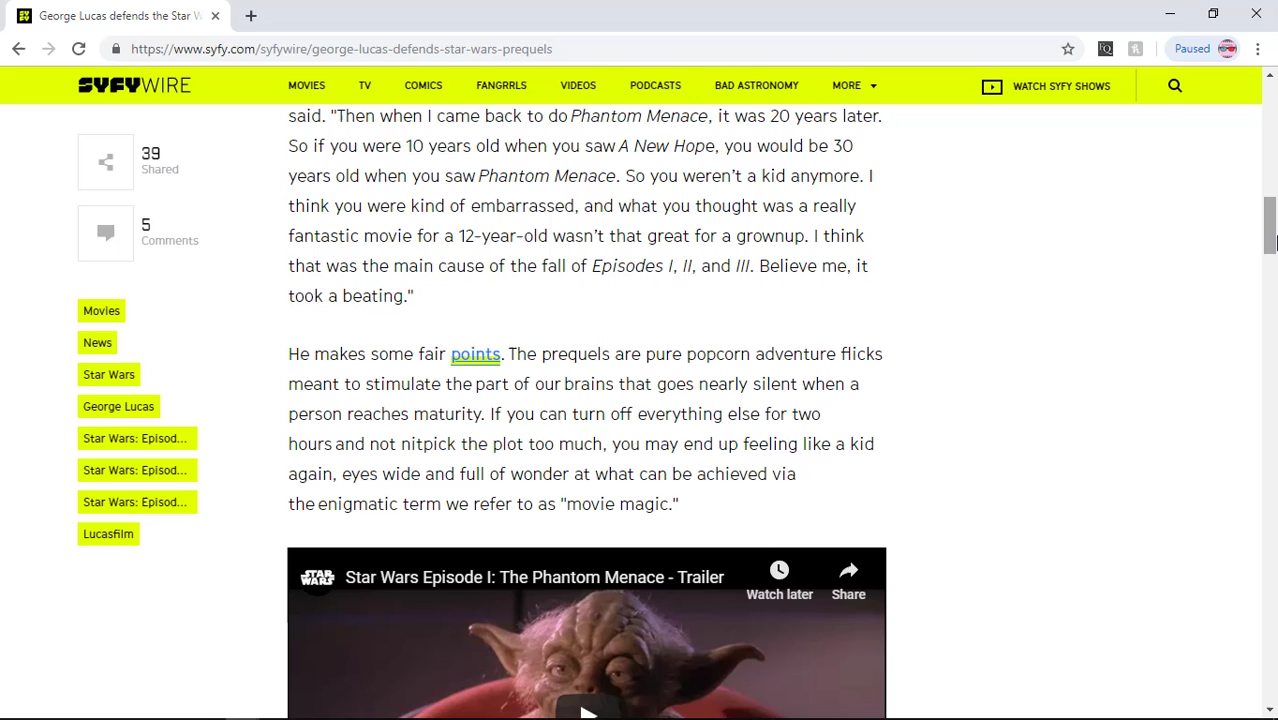 George Lucas defends the Star W
https://www.syfy.com/syfywire/george-lucas-defends-star-wars-prequels
Paused
SYFYWIRE
MOVIES
TV
COMICS
FANGRRLS
VIDEOS
PODCASTS
BAD ASTRONOMY
MORE
WATCH SYFY SHOWS
39
Shared
5
Comments
Movies
News
Star Wars
George Lucas
Star Wars: Episod...
Star Wars: Episod...
Star Wars: Episod...
Lucasfilm
said. "Then when I came back to do Phantom Menace, it was 20 years later.
So if you were 10 years old when you saw A New Hope, you would be 30
years old when you saw Phantom Menace. So you weren't a kid anymore. I
think you were kind of embarrassed, and what you thought was a really
fantastic movie for a 12-year-old wasn't that great for a grownup. I think
that was the main cause of the fall of Episodes I, II, and III. Believe me, it
took a beating."
He makes some fair points. The prequels are pure popcorn adventure flicks
meant to stimulate the part of our brains that goes nearly silent when a
person reaches maturity. If you can turn off everything else for two
hours and not nitpick the plot too much, you may end up feeling like a kid
again, eyes wide and full of wonder at what can be achieved via
the enigmatic term we refer to as "movie magic."
STAR WARS
Star Wars Episode I: The Phantom Menace - Trailer
Watch later
Share